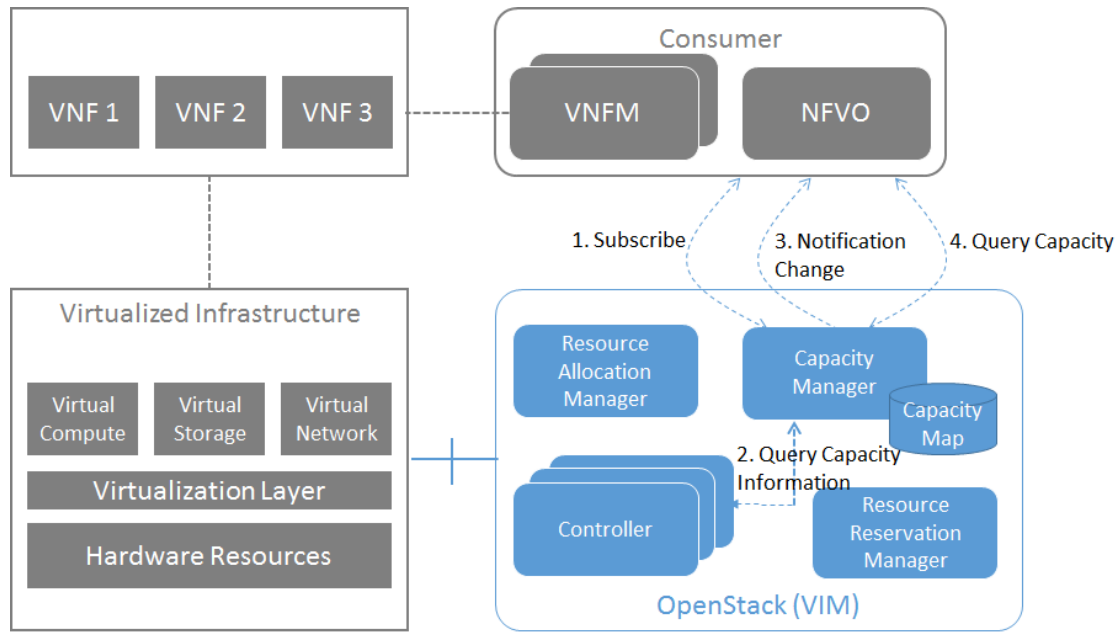 VNF 1
VNF 2
VNF 3
Consumer
VNFM
NFVO
1. Subscribe
3. Notification
Change
4. Query Capacity
Virtualized Infrastructure
Virtual
Compute
Virtual
Storage
Virtual
Network
Virtualization Layer
Hardware Resources
Resource
Allocation
Manager
Capacity
Manager
Capacity
Map
2. Query Capacity
Information
Controller
Resource
Reservation
Manager
OpenStack (VIM)